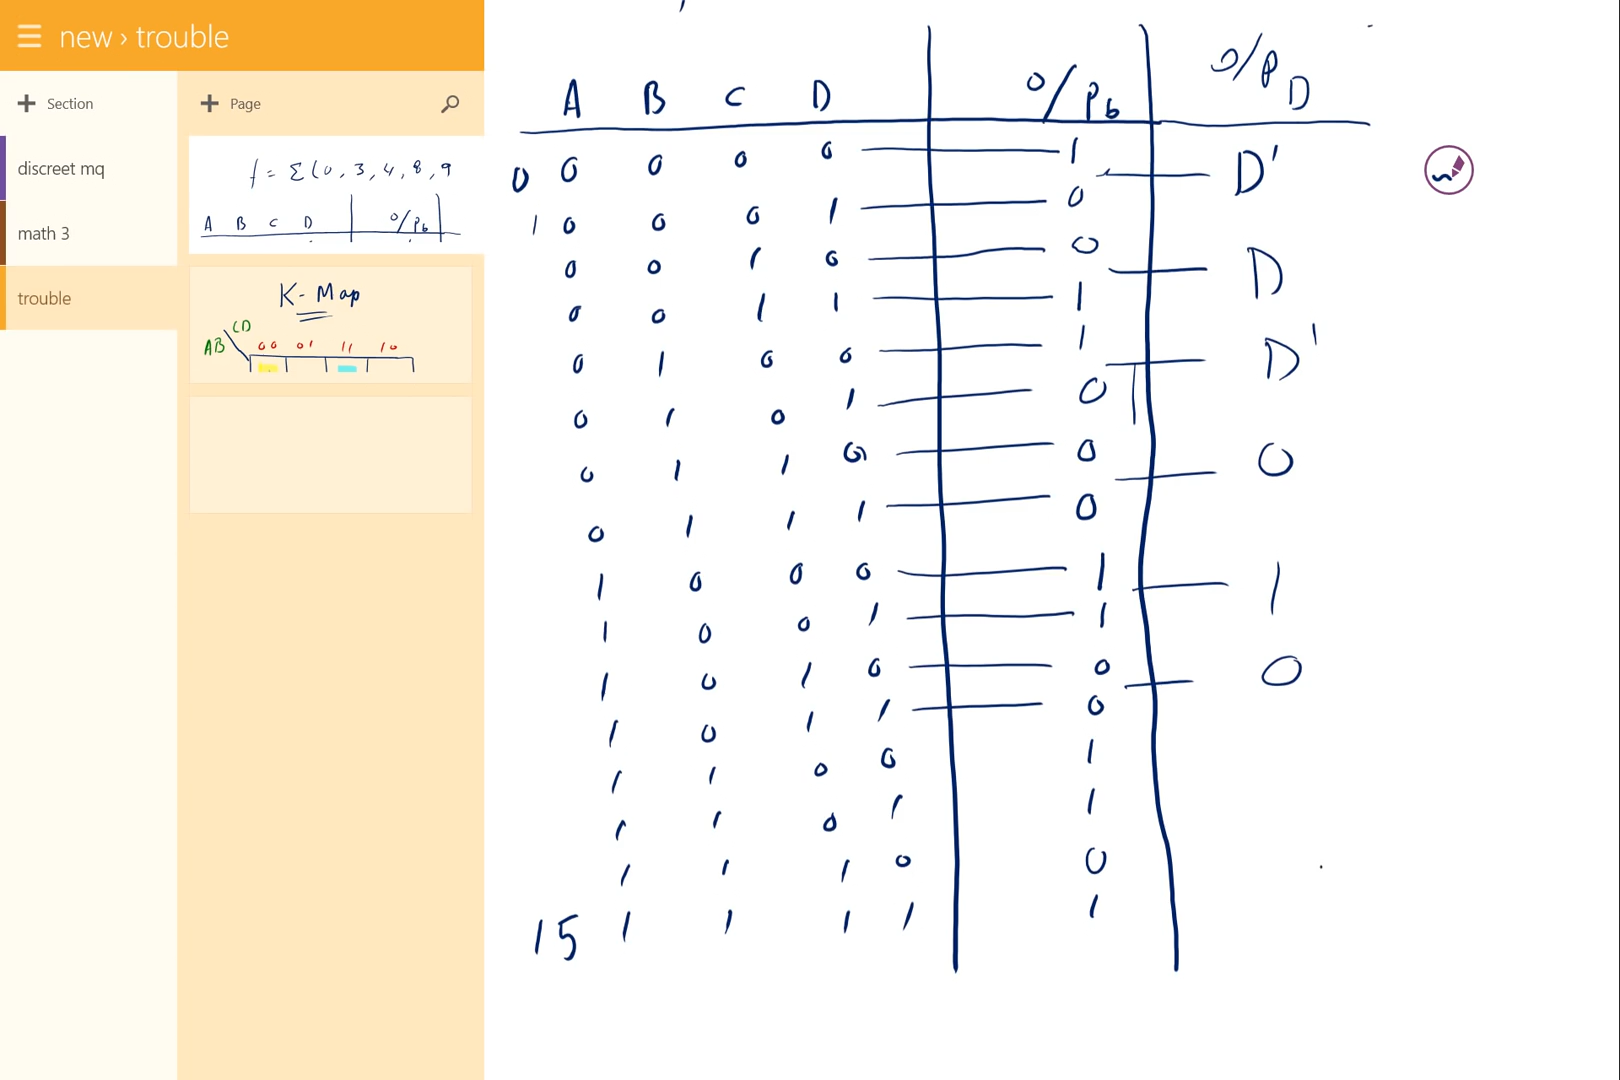 new › trouble
+ Section
+ Page
discreet mq
math 3
trouble
f = Σ(0, 3, 4, 8, 9
A B C D O/Pb
K- Map
CD
AB 00 01 11 10
A B C D O/Pb O/PD
0 0 0 0 0 1
D'
1 0 0 0 1 0
0 0 1 0 0
D
0 0 1 1 1
0 1 0 0 1
D'
0 1 0 1 0
0 1 1 0 0
0
0 1 1 1 0
1 0 0 0 1
1
1 0 0 1 1
1 0 1 0 0
0
1 0 1 1 0
1 1 0 0 1
1 1 0 1 1
1 1 1 0 0
15 1 1 1 1 1